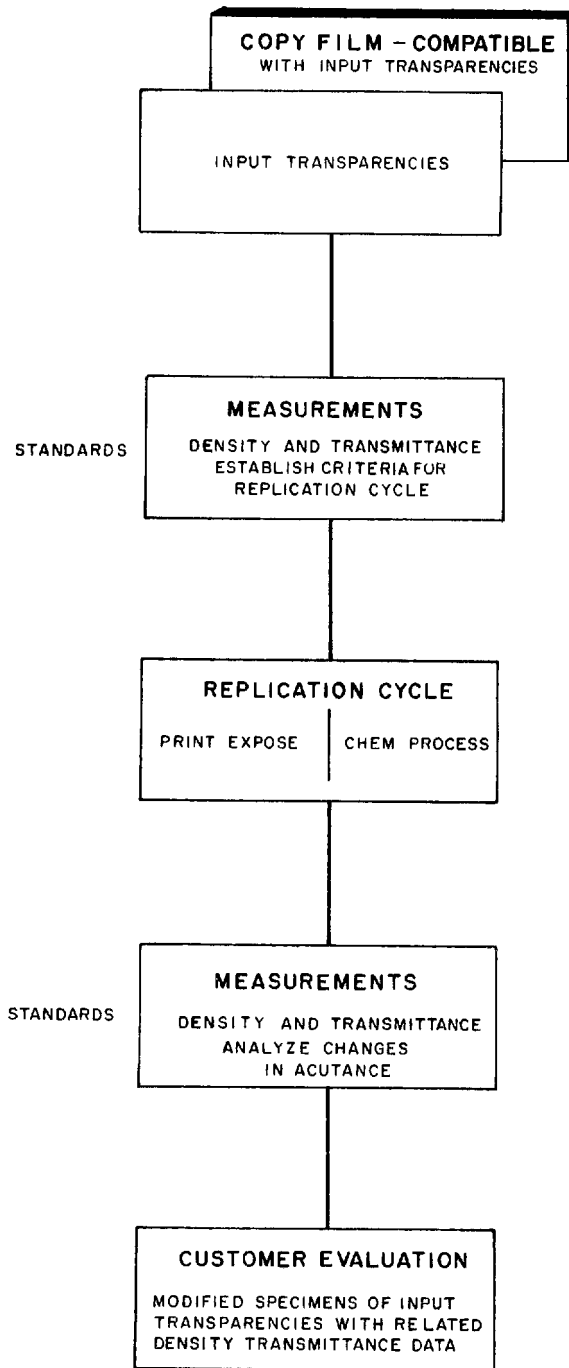 COPY FILM – COMPATIBLE
WITH INPUT TRANSPARENCIES
INPUT TRANSPARENCIES
MEASUREMENTS
STANDARDS
DENSITY AND TRANSMITTANCE
ESTABLISH CRITERIA FOR
REPLICATION CYCLE
REPLICATION CYCLE
PRINT EXPOSE
CHEM PROCESS
MEASUREMENTS
STANDARDS
DENSITY AND TRANSMITTANCE
ANALYZE CHANGES
IN ACUTANCE
CUSTOMER EVALUATION
MODIFIED SPECIMENS OF INPUT
TRANSPARENCIES WITH RELATED
DENSITY TRANSMITTANCE DATA